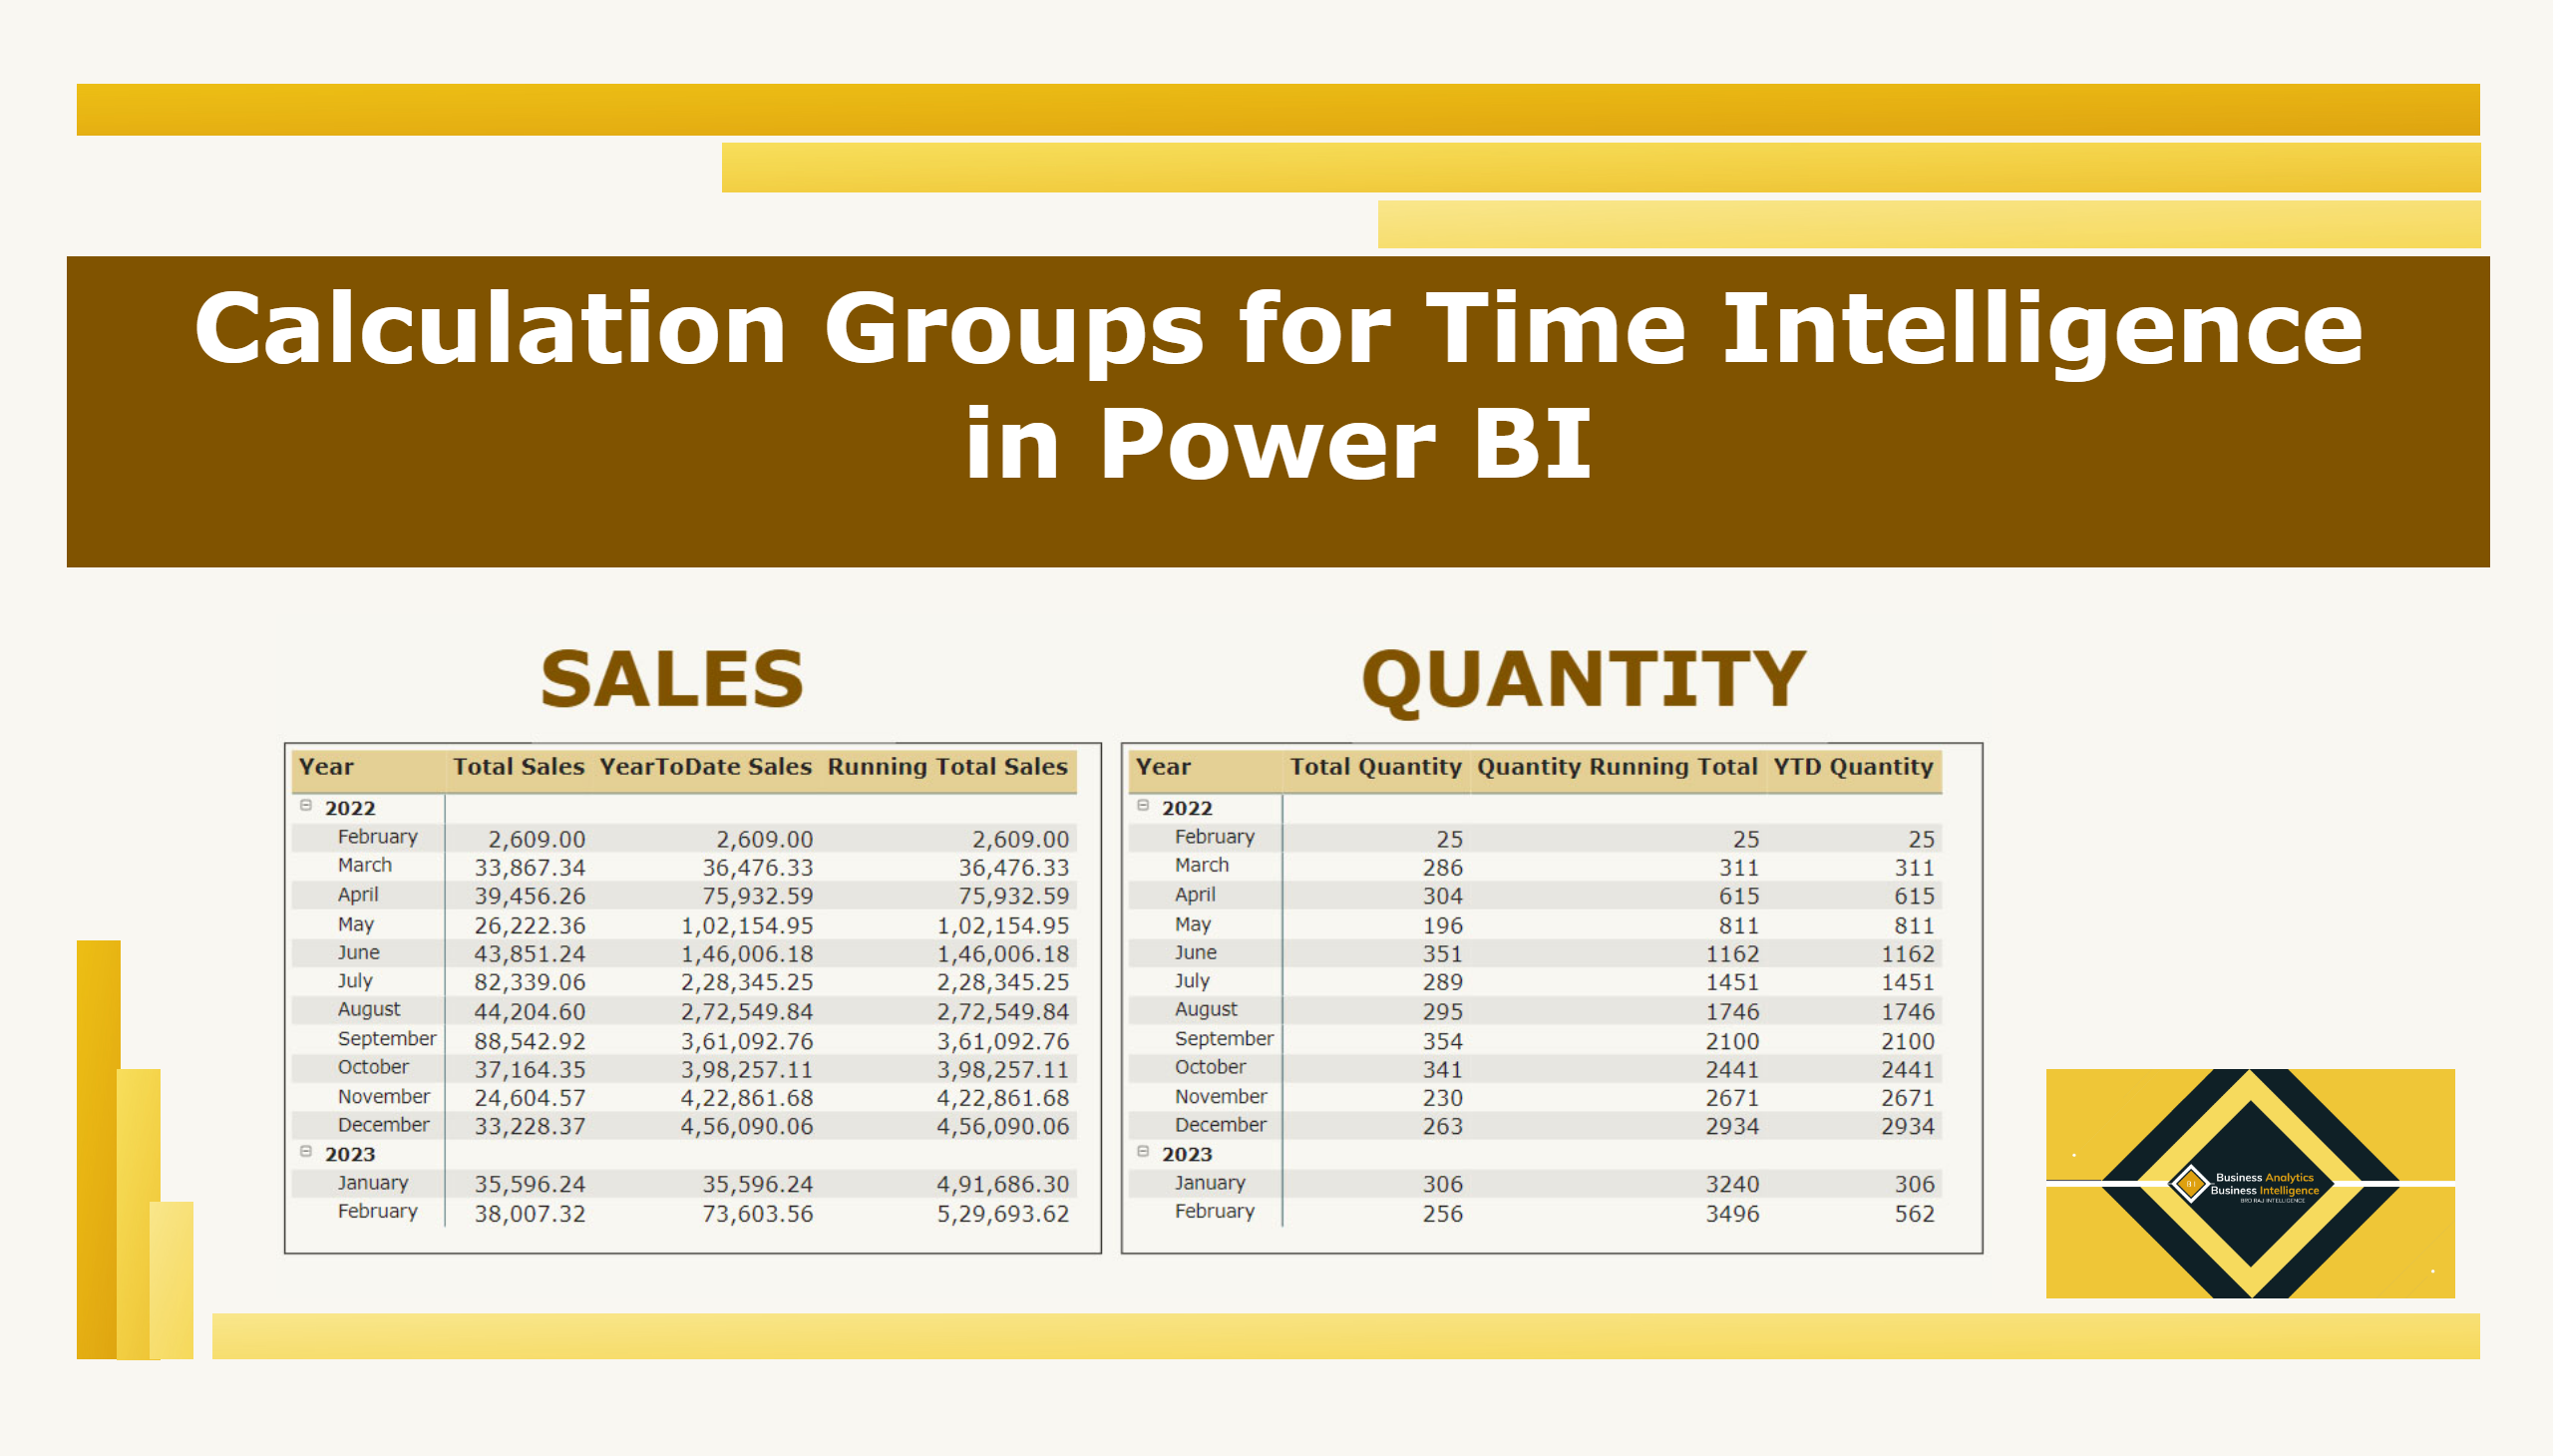 Calculation Groups for Time Intelligence
in Power BI
SALES
Year Total Sales YearToDate Sales Running Total Sales
2022
February 2,609.00 2,609.00 2,609.00
March 33,867.34 36,476.33 36,476.33
April 39,456.26 75,932.59 75,932.59
May 26,222.36 1,02,154.95 1,02,154.95
June 43,851.24 1,46,006.18 1,46,006.18
July 82,339.06 2,28,345.25 2,28,345.25
August 44,204.60 2,72,549.84 2,72,549.84
September 88,542.92 3,61,092.76 3,61,092.76
October 37,164.35 3,98,257.11 3,98,257.11
November 24,604.57 4,22,861.68 4,22,861.68
December 33,228.37 4,56,090.06 4,56,090.06
2023
January 35,596.24 35,596.24 4,91,686.30
February 38,007.32 73,603.56 5,29,693.62
QUANTITY
Year Total Quantity Quantity Running Total YTD Quantity
2022
February 25 25 25
March 286 311 311
April 304 615 615
May 196 811 811
June 351 1162 1162
July 289 1451 1451
August 295 1746 1746
September 354 2100 2100
October 341 2441 2441
November 230 2671 2671
December 263 2934 2934
2023
January 306 3240 306
February 256 3496 562
Business Analytics
Business Intelligence